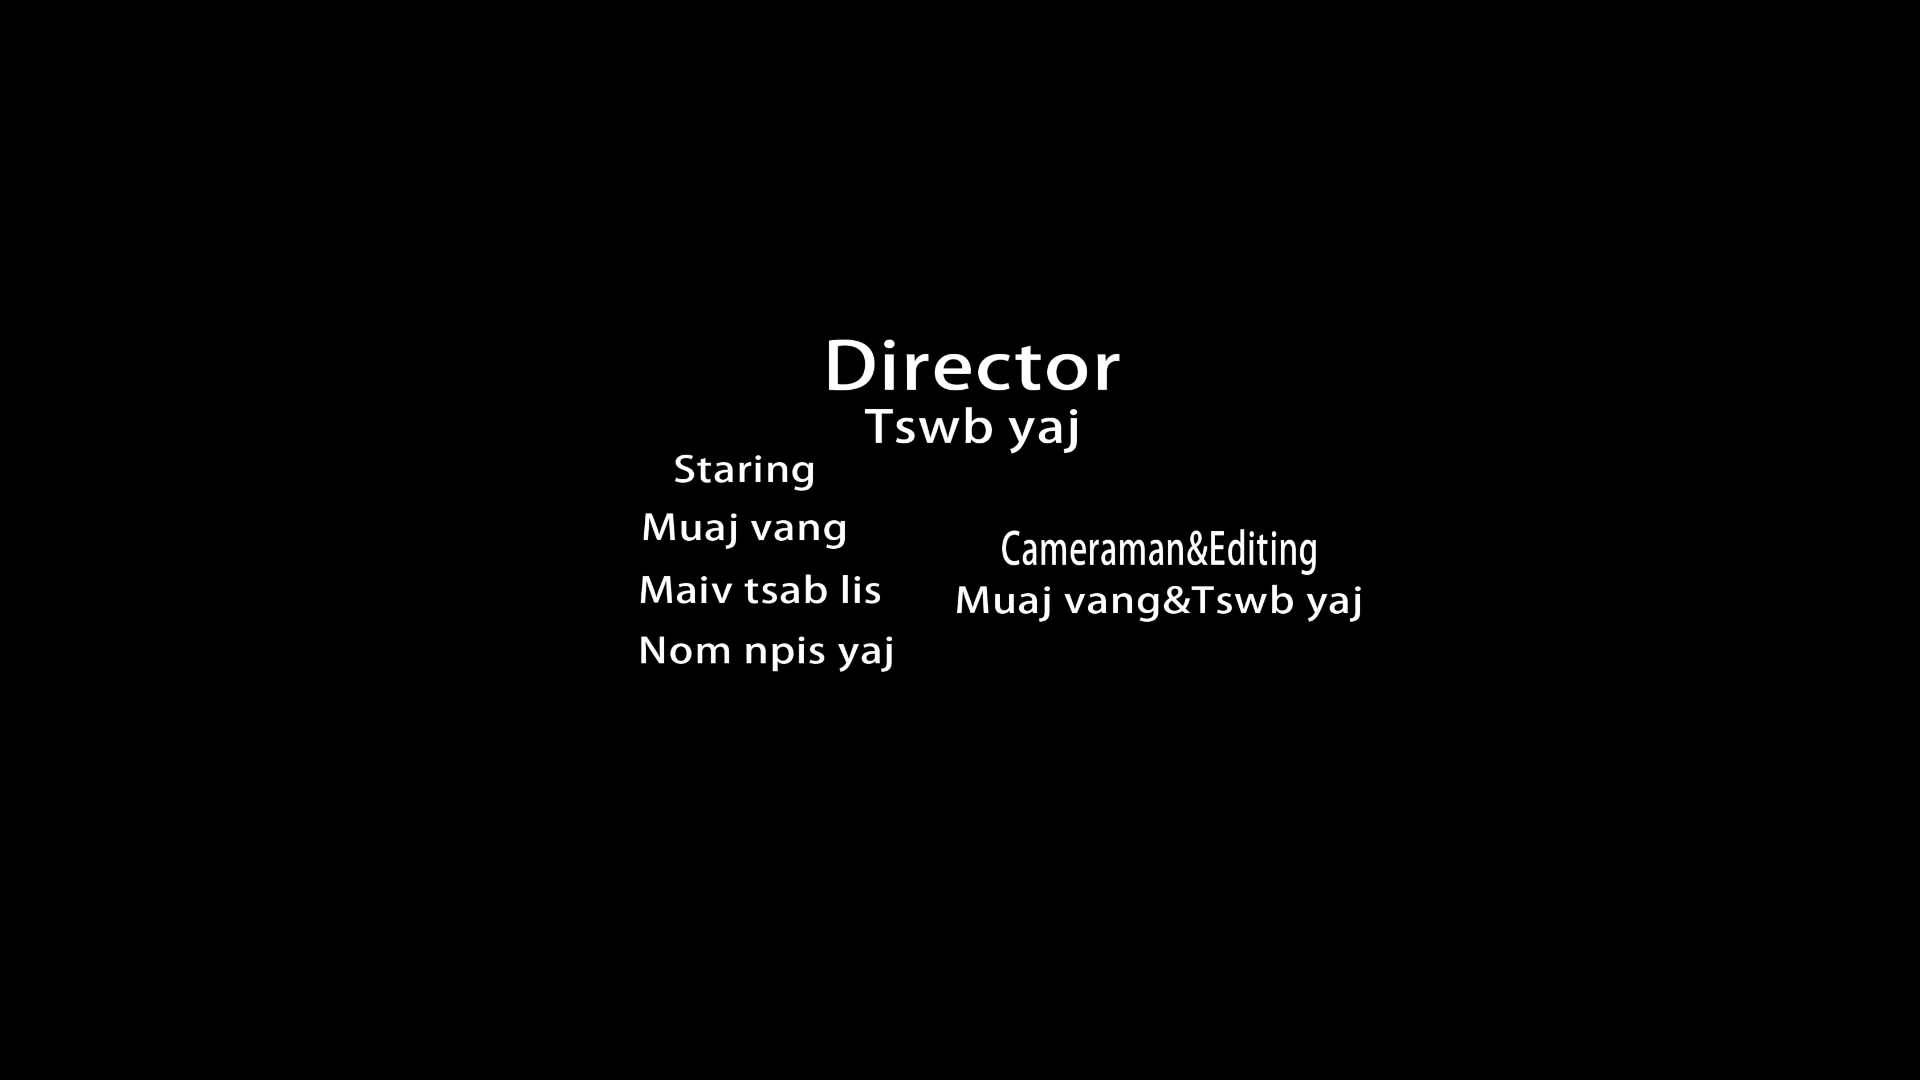 Director
Tswb yaj
Staring
Muaj vang
Maiv tsab lis
Nom npis yaj
Cameraman&Editing
Muaj vang&Tswb yaj